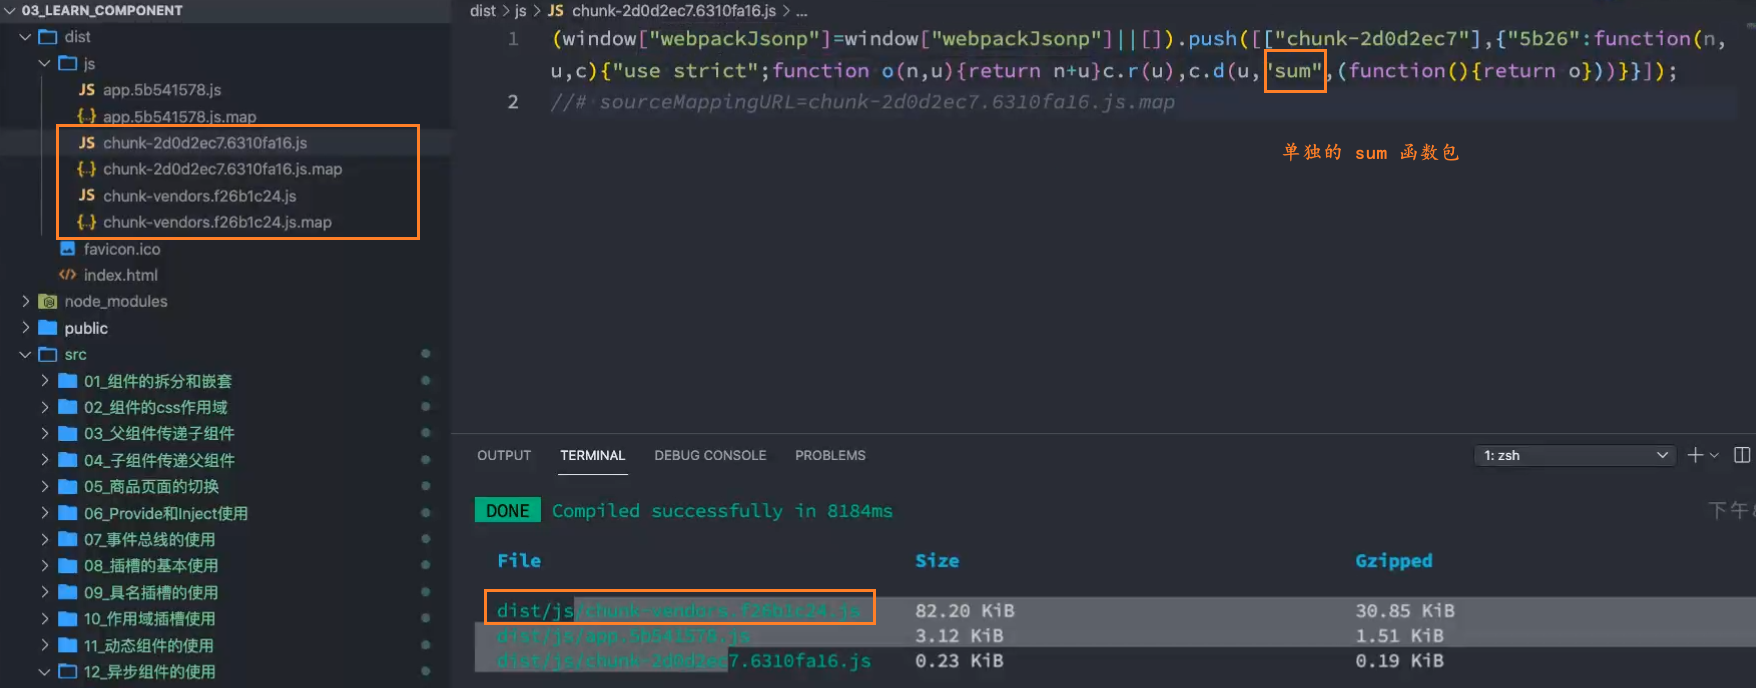 03_LEARN_COMPONENT
dist
js
JS app.5b541578.js
{..} app.5b541578.js.map
JS chunk-2d0d2ec7.6310fa16.js
{..} chunk-2d0d2ec7.6310fa16.js.map
JS chunk-vendors.f26b1c24.js
{..} chunk-vendors.f26b1c24.js.map
favicon.ico
</> index.html
node_modules
public
src
01_组件的拆分和嵌套
02_组件的css作用域
03_父组件传递子组件
04_子组件传递父组件
05_商品页面的切换
06_Provide和Inject使用
07_事件总线的使用
08_插槽的基本使用
09_具名插槽的使用
10_作用域插槽使用
11_动态组件的使用
12_异步组件的使用
dist > js > JS chunk-2d0d2ec7.6310fa16.js > ...
1 (window["webpackJsonp"]=window["webpackJsonp"]||[]).push([["chunk-2d0d2ec7"],{"5b26":function(n,
u,c){"use strict";function o(n,u){return n+u}c.r(u),c.d(u,"sum",(function(){return o}))}}]);
2 //# sourceMappingURL=chunk-2d0d2ec7.6310fa16.js.map
单独的 sum 函数包
OUTPUT TERMINAL DEBUG CONSOLE PROBLEMS 1: zsh
DONE Compiled successfully in 8184ms 下午
File Size Gzipped
dist/js/chunk-vendors.f26b1c24.js 82.20 KiB 30.85 KiB
dist/js/app.5b541578.js 3.12 KiB 1.51 KiB
dist/js/chunk-2d0d2ec7.6310fa16.js 0.23 KiB 0.19 KiB